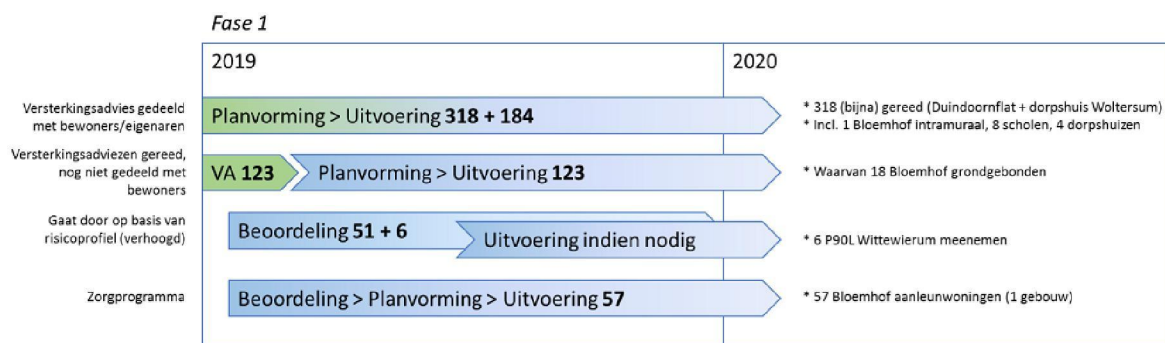 Fase 1
2019
2020
Versterkingsadvies gedeeld
met bewoners/eigenaren
Planvorming > Uitvoering 318 + 184
* 318 (bijna) gereed (Duindoornflat + dorpshuis Woltersum)
* Incl. 1 Bloemhof intramuraal, 8 scholen, 4 dorpshuizen
Versterkingsadviezen gereed,
nog niet gedeeld met
bewoners
VA 123
Planvorming > Uitvoering 123
* Waarvan 18 Bloemhof grondgebonden
Gaat door op basis van
risicoprofiel (verhoogd)
Beoordeling 51 + 6
Uitvoering indien nodig
* 6 P90L Wittewierum meenemen
Zorgprogramma
Beoordeling > Planvorming > Uitvoering 57
* 57 Bloemhof aanleunwoningen (1 gebouw)